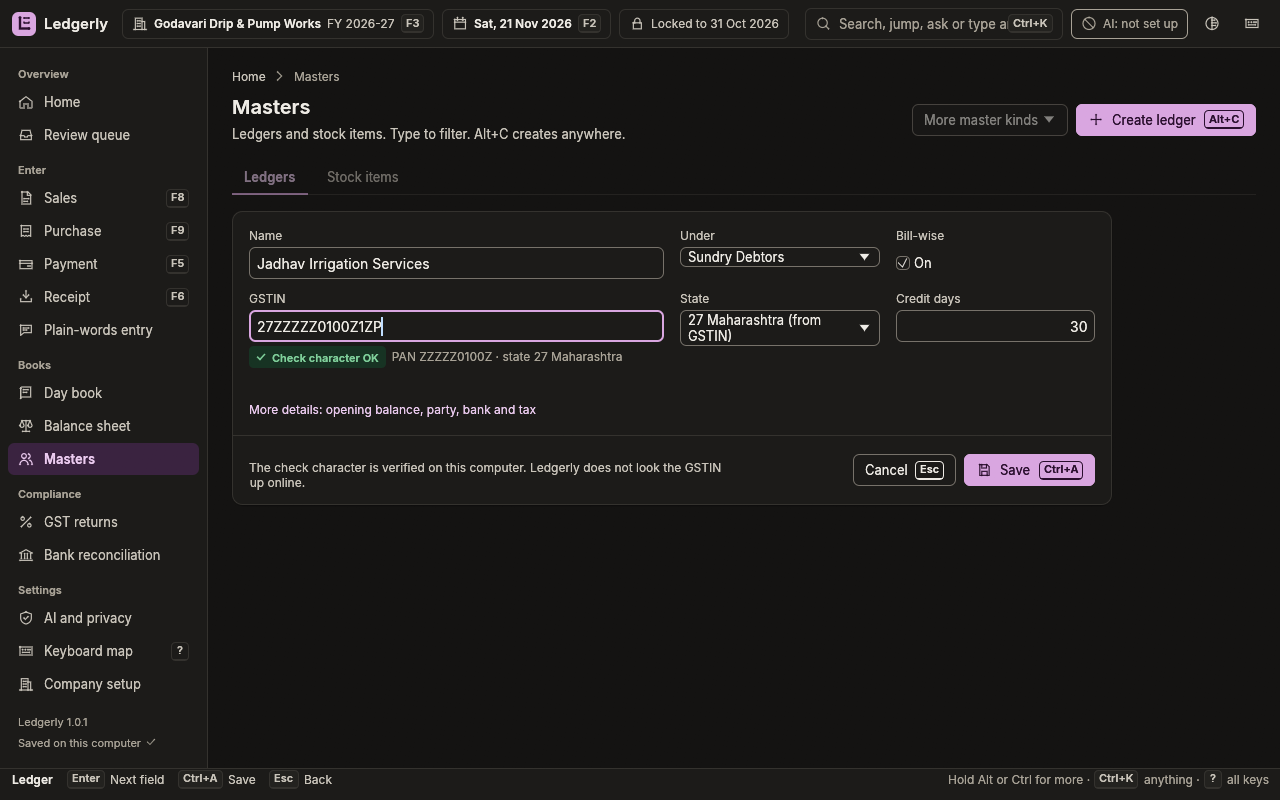 Ledgerly
Godavari Drip & Pump Works FY 2026-27 F3
Sat, 21 Nov 2026 F2
Locked to 31 Oct 2026
Search, jump, ask or type a Ctrl+K
AI: not set up
Overview
Home
Review queue
Enter
Sales F8
Purchase F9
Payment F5
Receipt F6
Plain-words entry
Books
Day book
Balance sheet
Masters
Compliance
GST returns
Bank reconciliation
Settings
AI and privacy
Keyboard map ?
Company setup
Ledgerly 1.0.1
Saved on this computer
Home Masters
Masters
Ledgers and stock items. Type to filter. Alt+C creates anywhere.
More master kinds
Create ledger Alt+C
Ledgers Stock items
Name Under Bill-wise
Jadhav Irrigation Services Sundry Debtors On
GSTIN State Credit days
27ZZZZZ0100Z1ZP 27 Maharashtra (from
GSTIN) 30
Check character OK PAN ZZZZZ0100Z · state 27 Maharashtra
More details: opening balance, party, bank and tax
The check character is verified on this computer. Ledgerly does not look the GSTIN
up online.
Cancel Esc Save Ctrl+A
Ledger Enter Next field Ctrl+A Save Esc Back
Hold Alt or Ctrl for more · Ctrl+K anything · ? all keys